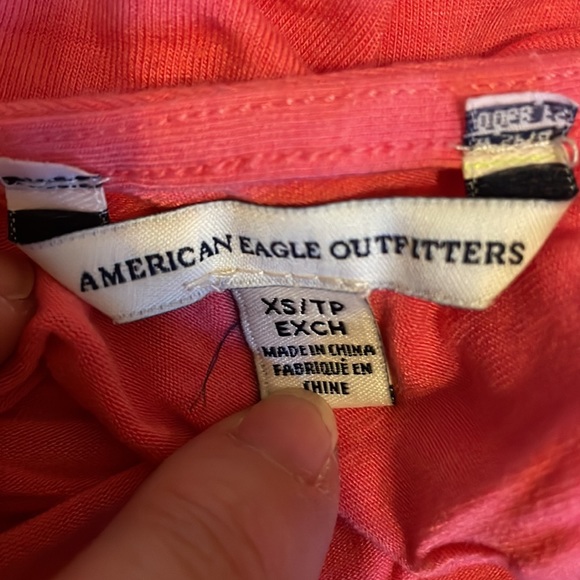 AMERICAN EAGLE OUTFITTERS
XS/TP
EXCH
MADE IN CHINA
FABRIQUÉ EN
CHINE